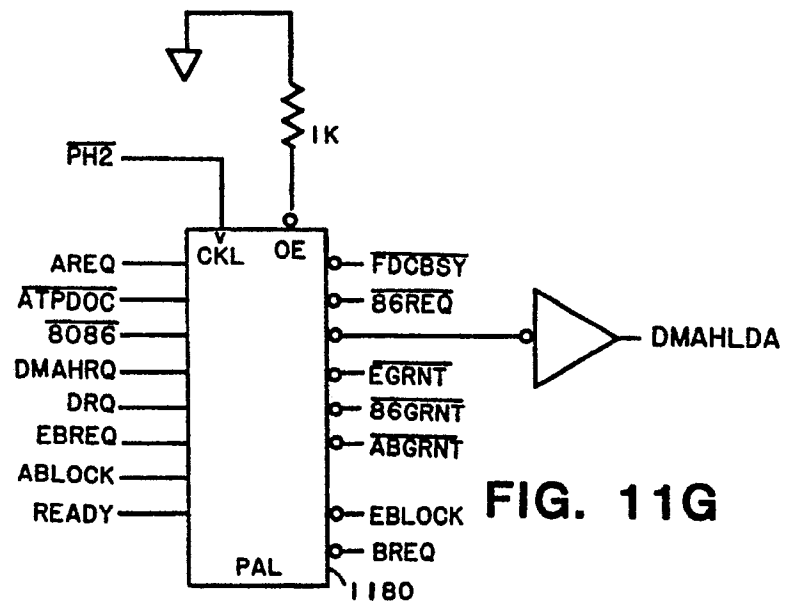 1K
PH2
CKL OE
AREQ
ATPDOC
8086
DMAHRQ
DRQ
EBREQ
ABLOCK
READY
FDCBSY
86REQ
DMAHLDA
EGRNT
86GRNT
ABGRNT
EBLOCK
BREQ
PAL
1180
FIG. 11G